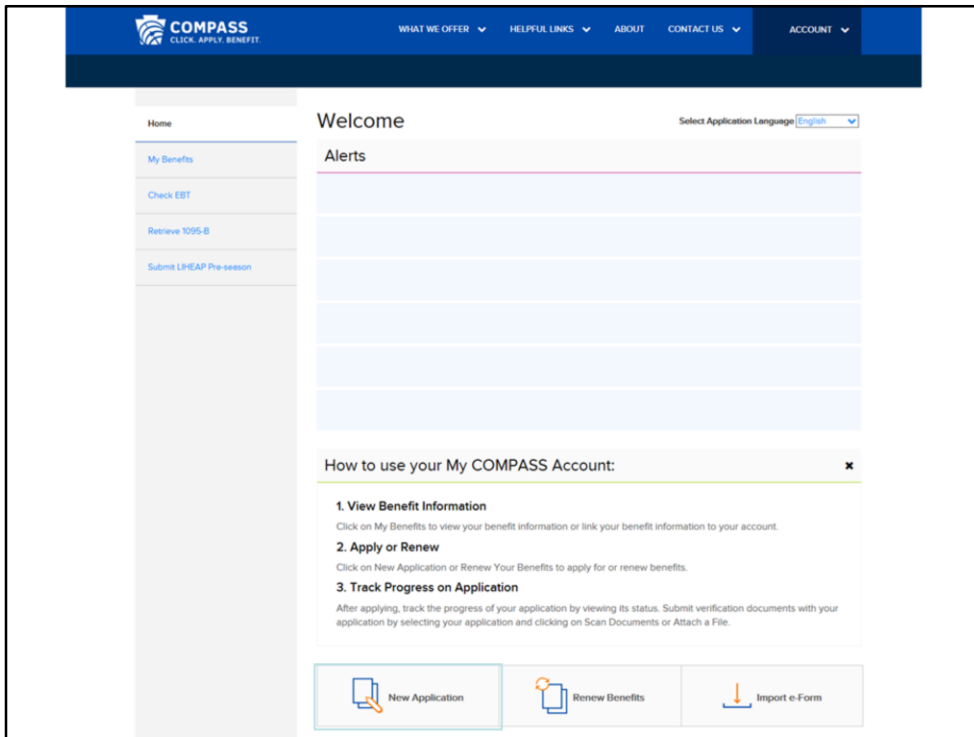 COMPASS
CLICK. APPLY. BENEFIT.
WHAT WE OFFER
HELPFUL LINKS
ABOUT
CONTACT US
ACCOUNT
Home
My Benefits
Check EBT
Retrieve 1095-B
Submit LIHEAP Pre-season
Welcome
Select Application Language English
Alerts
How to use your My COMPASS Account:
1. View Benefit Information
Click on My Benefits to view your benefit information or link your benefit information to your account.
2. Apply or Renew
Click on New Application or Renew Your Benefits to apply for or renew benefits.
3. Track Progress on Application
After applying, track the progress of your application by viewing its status. Submit verification documents with your
application by selecting your application and clicking on Scan Documents or Attach a File.
New Application
Renew Benefits
Import e-Form